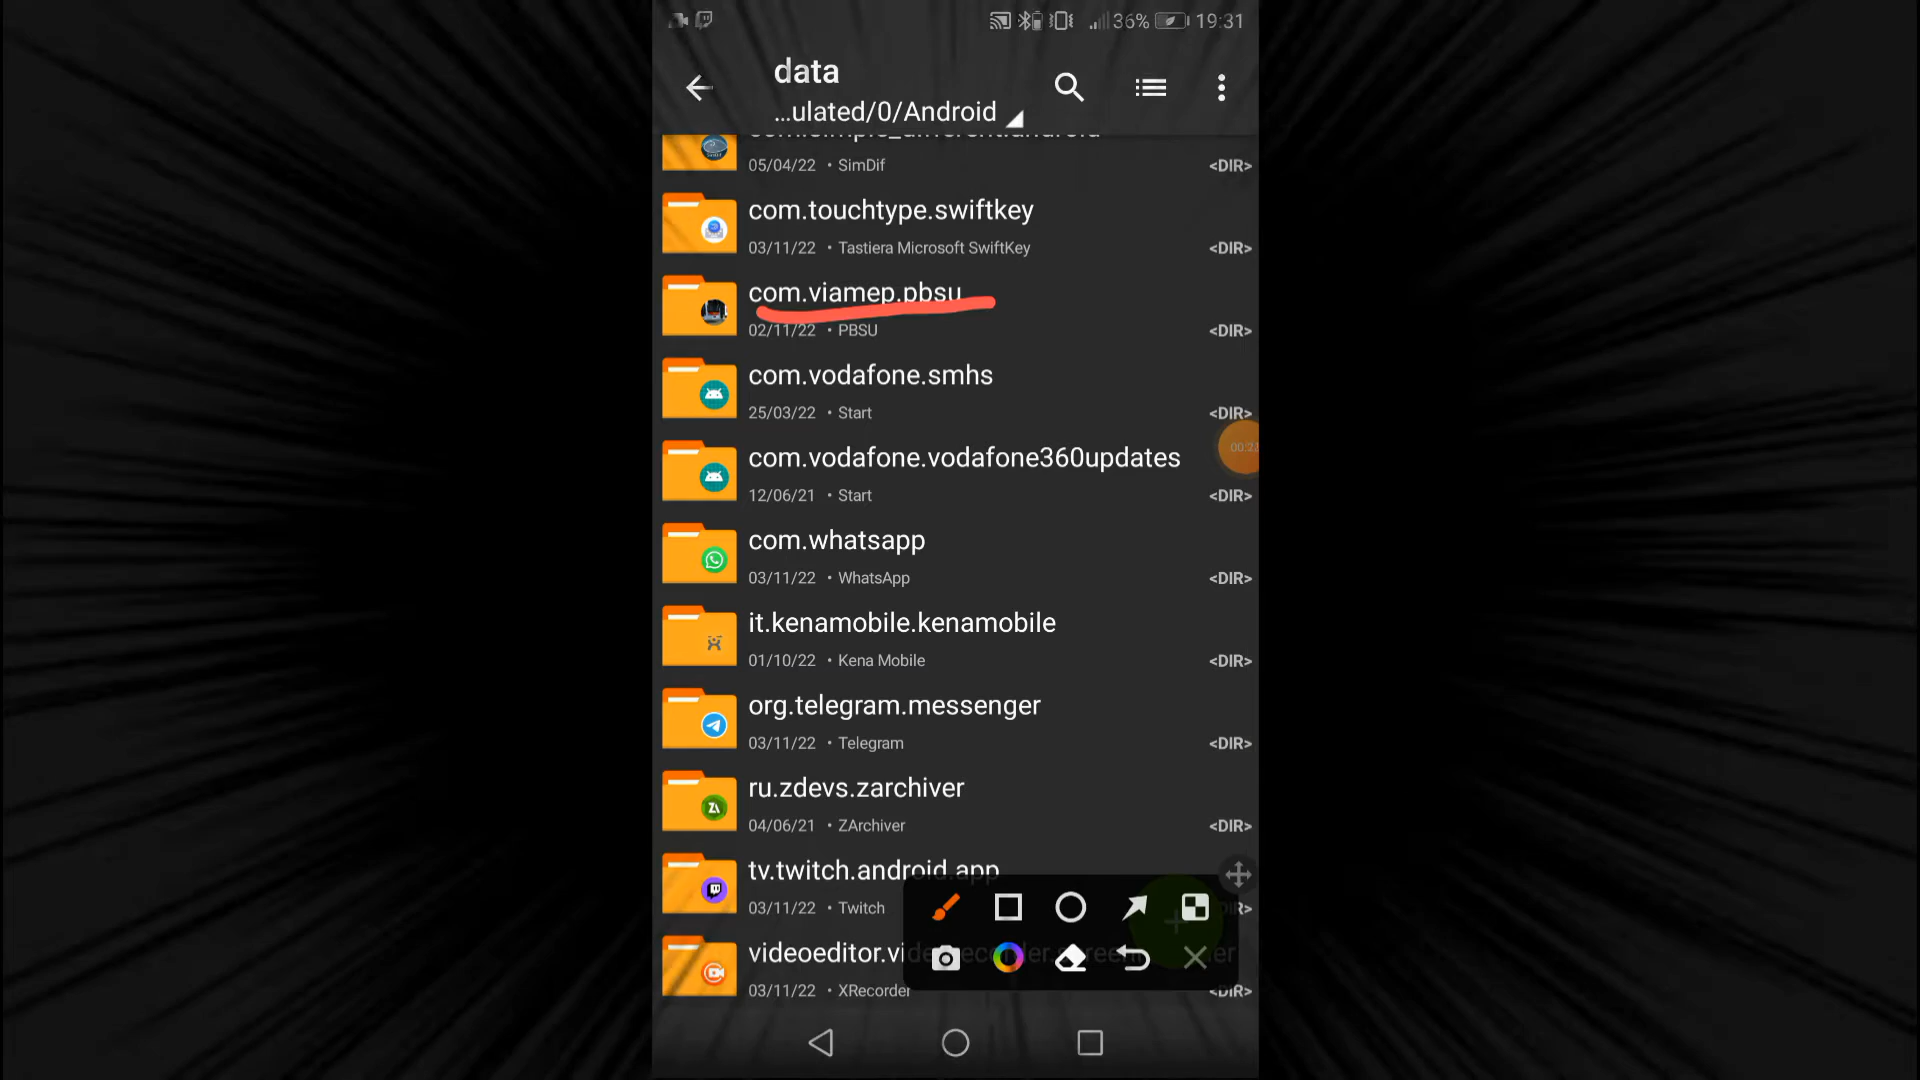 36% 19:31
data
...ulated/0/Android
05/04/22 • SimDif <DIR>
com.touchtype.swiftkey
03/11/22 • Tastiera Microsoft SwiftKey <DIR>
com.viamep.pbsu
02/11/22 • PBSU <DIR>
com.vodafone.smhs
25/03/22 • Start <DIR>
com.vodafone.vodafone360updates
12/06/21 • Start <DIR>
com.whatsapp
03/11/22 • WhatsApp <DIR>
it.kenamobile.kenamobile
01/10/22 • Kena Mobile <DIR>
org.telegram.messenger
03/11/22 • Telegram <DIR>
ru.zdevs.zarchiver
04/06/21 • ZArchiver <DIR>
tv.twitch.android.app
03/11/22 • Twitch
03/11/22 • XRecorder <DIR>